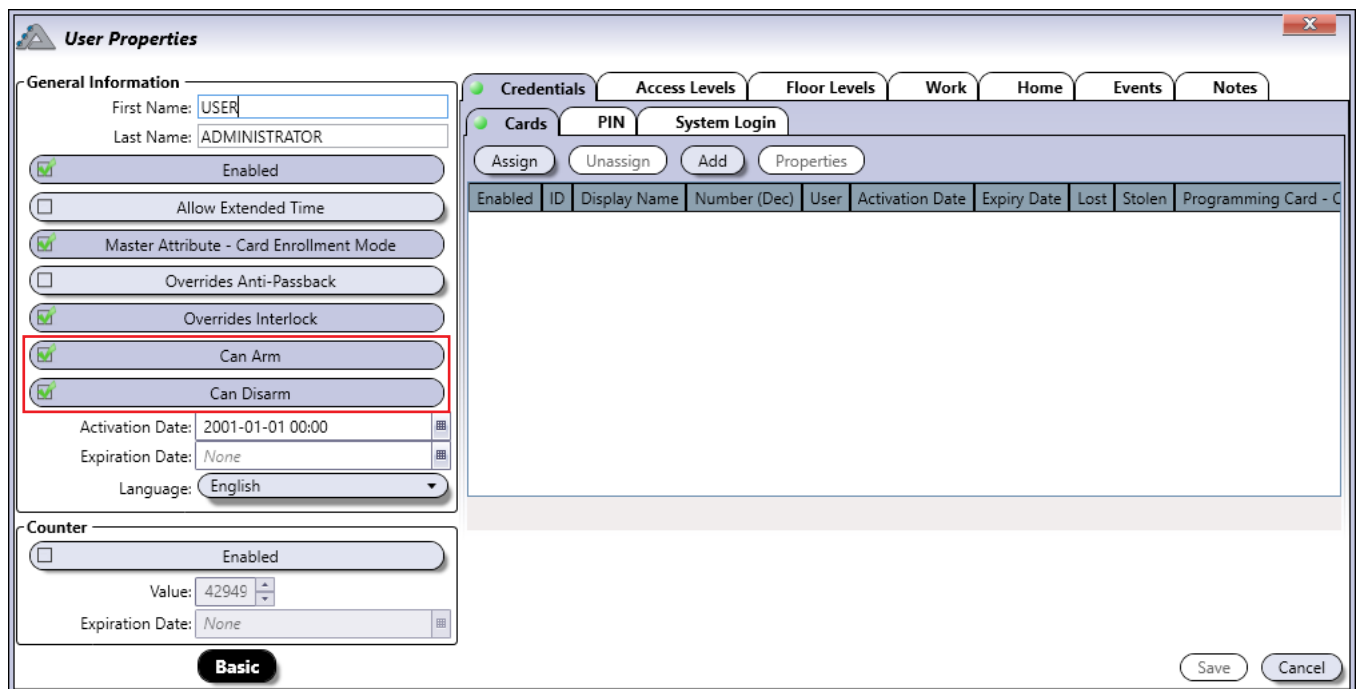 User Properties
X
General Information
First Name: USER
Last Name: ADMINISTRATOR
Enabled
Allow Extended Time
Master Attribute - Card Enrollment Mode
Overrides Anti-Passback
Overrides Interlock
Can Arm
Can Disarm
Activation Date: 2001-01-01 00:00
Expiration Date: None
Language: English
Counter
Enabled
Value: 42949
Expiration Date: None
Basic
Credentials Access Levels Floor Levels Work Home Events Notes
Cards PIN System Login
Assign Unassign Add Properties
Enabled ID Display Name Number (Dec) User Activation Date Expiry Date Lost Stolen Programming Card - C
Save Cancel